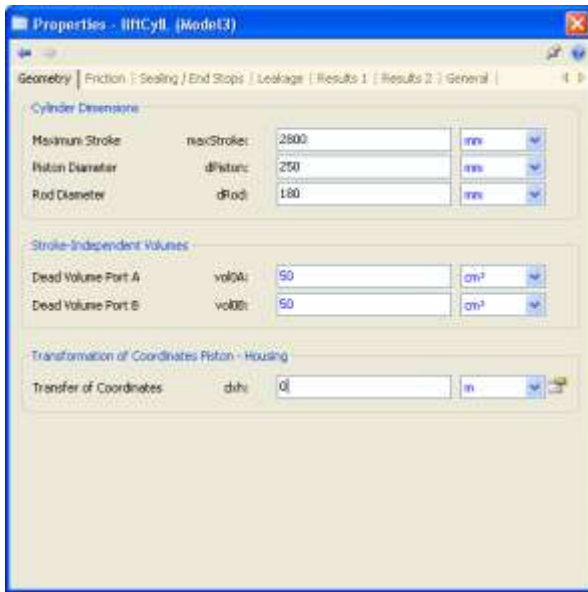 Properties - liftCylL (Model3)
Geometry | Friction | Sealing / End Stops | Leakage | Results 1 | Results 2 | General |
Cylinder Dimensions
Maximum Stroke maxStroke: 2800 mm
Piston Diameter dPiston: 250 mm
Rod Diameter dRod: 180 mm
Stroke-Independent Volumes
Dead Volume Port A vol0A: 50 cm³
Dead Volume Port B vol0B: 50 cm³
Transformation of Coordinates Piston - Housing
Transfer of Coordinates dxh: 0 m